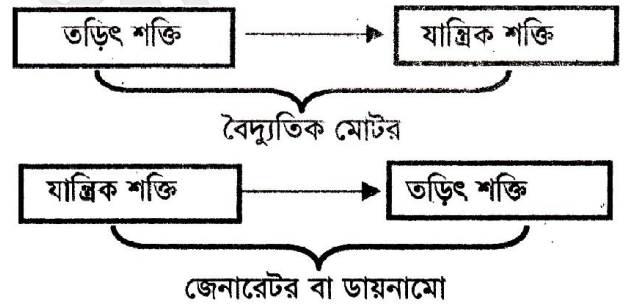 তড়িৎ শক্তি যান্ত্রিক শক্তি
বৈদ্যুতিক মোটর
যান্ত্রিক শক্তি তড়িৎ শক্তি
জেনারেটর বা ডায়নামো